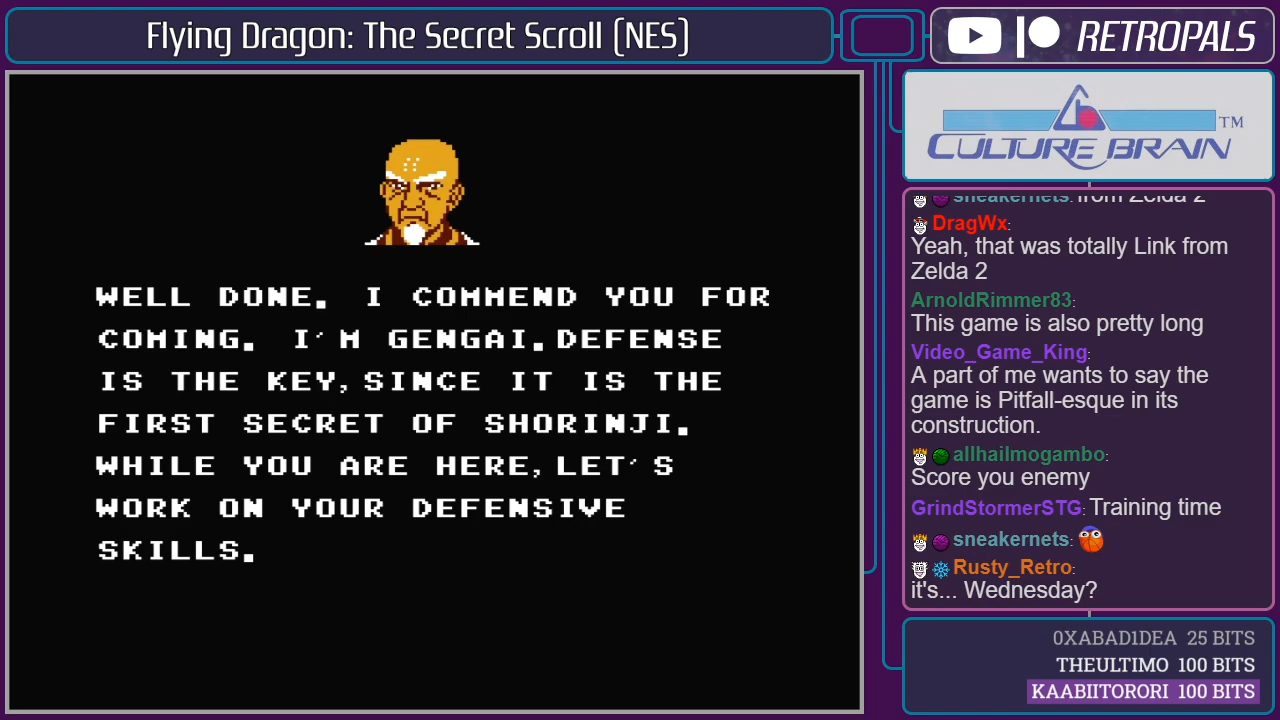 Flying Dragon: The Secret Scroll (NES)
RETROPALS
CULTURE BRAIN TM
WELL DONE. I COMMEND YOU FOR
COMING. I'M GENGAI.DEFENSE
IS THE KEY,SINCE IT IS THE
FIRST SECRET OF SHORINJI.
WHILE YOU ARE HERE,LET'S
WORK ON YOUR DEFENSIVE
SKILLS.
sneakernets: from Zelda 2
DragWx:
Yeah, that was totally Link from
Zelda 2
ArnoldRimmer83:
This game is also pretty long
Video_Game_King:
A part of me wants to say the
game is Pitfall-esque in its
construction.
allhailmogambo:
Score you enemy
GrindStormerSTG: Training time
sneakernets:
Rusty_Retro:
it's... Wednesday?
0XABAD1DEA 25 BITS
THEULTIMO 100 BITS
KAABIITORORI 100 BITS